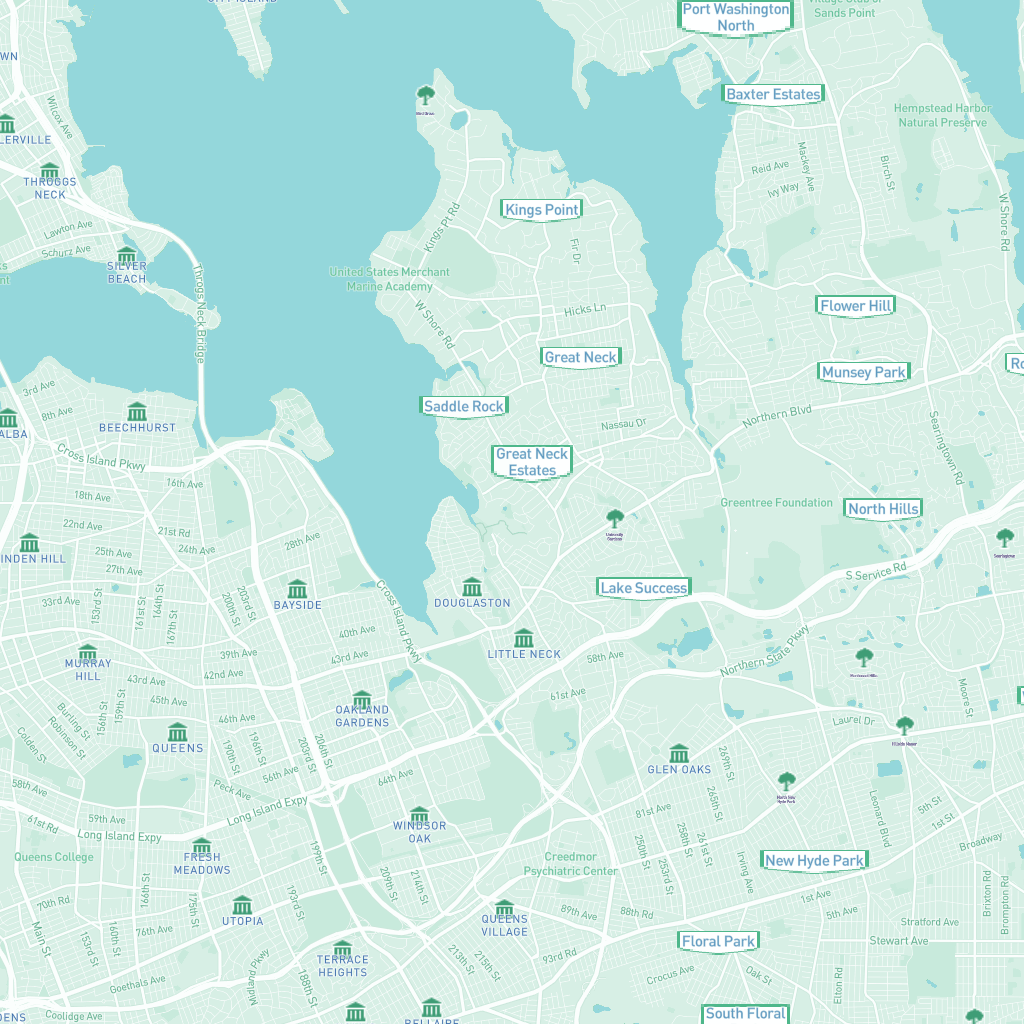 Port Washington
North
Village Club of
Sands Point
Baxter Estates
Hempstead Harbor
Natural Preserve
Wilcox Ave
THROGGS
NECK
Reid Ave
Ivy Way
Mackey Ave
Birch St
W Shore Rd
Kings Point
Kings Pt Rd
Fir Dr
Lawton Ave
Schurz Ave
SILVER
BEACH
Throgs Neck Bridge
United States Merchant
Marine Academy
Hicks Ln
W Shore Rd
Flower Hill
Great Neck
Munsey Park
3rd Ave
8th Ave
BEECHHURST
Saddle Rock
Nassau Dr
Northern Blvd
Searingtown Rd
Cross Island Pkwy
16th Ave
18th Ave
Great Neck
Estates
Greentree Foundation
North Hills
22nd Ave
21st Rd
24th Ave
25th Ave
27th Ave
28th Ave
University
Gardens
Searingtown
S Service Rd
33rd Ave
153rd St
161st St
164th St
167th St
200th St
203rd St
BAYSIDE
Cross Island Pkwy
DOUGLASTON
Lake Success
40th Ave
39th Ave
43rd Ave
42nd Ave
LITTLE NECK
58th Ave
Northern State Pkwy
MURRAY
HILL
43rd Ave
45th Ave
46th Ave
61st Ave
OAKLAND
GARDENS
Moore St
Laurel Dr
156th St
159th St
Burling St
Robinson St
Colden St
QUEENS
190th St
196th St
203rd St
206th St
56th Ave
64th Ave
Peck Ave
Long Island Expy
GLEN OAKS
269th St
265th St
North New
Hyde Park
Leonard Blvd
5th St
1st St
Broadway
58th Ave
59th Ave
61st Rd
Long Island Expy
WINDSOR
OAK
81st Ave
250th St
253rd St
258th St
261st St
Irving Ave
New Hyde Park
Queens College
FRESH
MEADOWS
Creedmor
Psychiatric Center
199th St
193rd St
209th St
214th St
70th Rd
166th St
175th St
UTOPIA
QUEENS
VILLAGE
89th Ave
88th Rd
1st Ave
5th Ave
Stratford Ave
Stewart Ave
Brixton Rd
Brompton Rd
Main St
153rd St
160th St
76th Ave
Midland Pkwy
TERRACE
HEIGHTS
188th St
213th St
215th St
93rd Rd
Floral Park
Crocus Ave
Oak St
Elton Rd
Goethals Ave
Coolidge Ave
BELLAIRE
South Floral